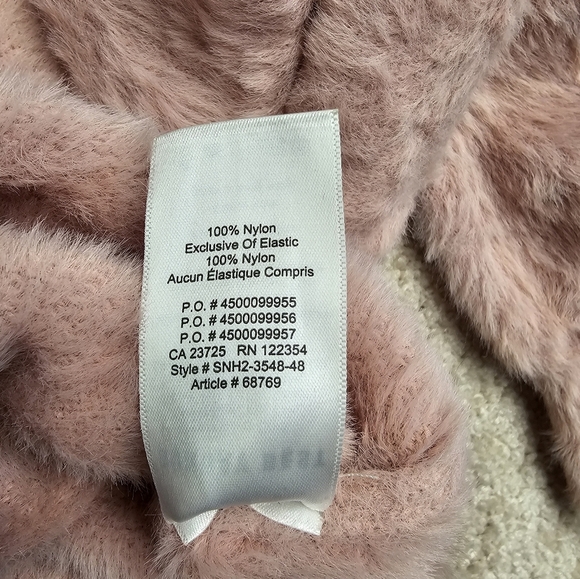 100% Nylon
Exclusive Of Elastic
100% Nylon
Aucun Élastique Compris
P.O. # 4500099955
P.O. # 4500099956
P.O. # 4500099957
CA 23725 RN 122354
Style # SNH2-3548-48
Article # 68769